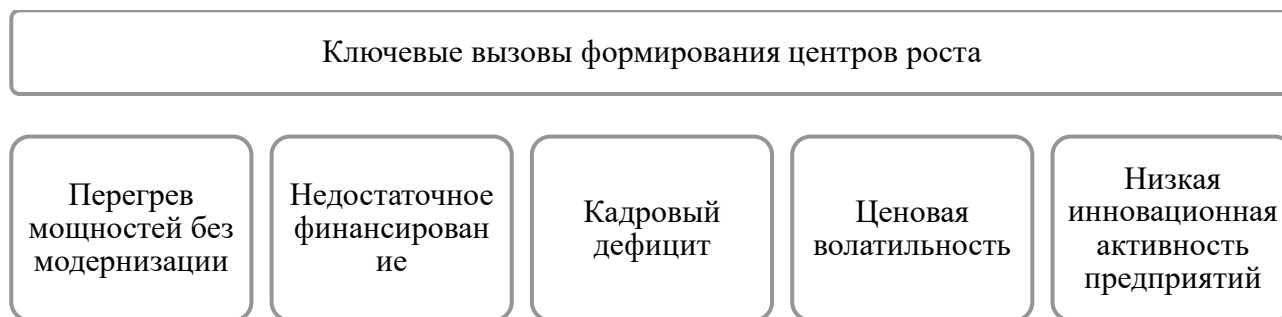 Ключевые вызовы формирования центров роста
Перегрев
мощностей без
модернизации
Недостаточное
финансирован
ие
Кадровый
дефицит
Ценовая
волатильность
Низкая
инновационная
активность
предприятий